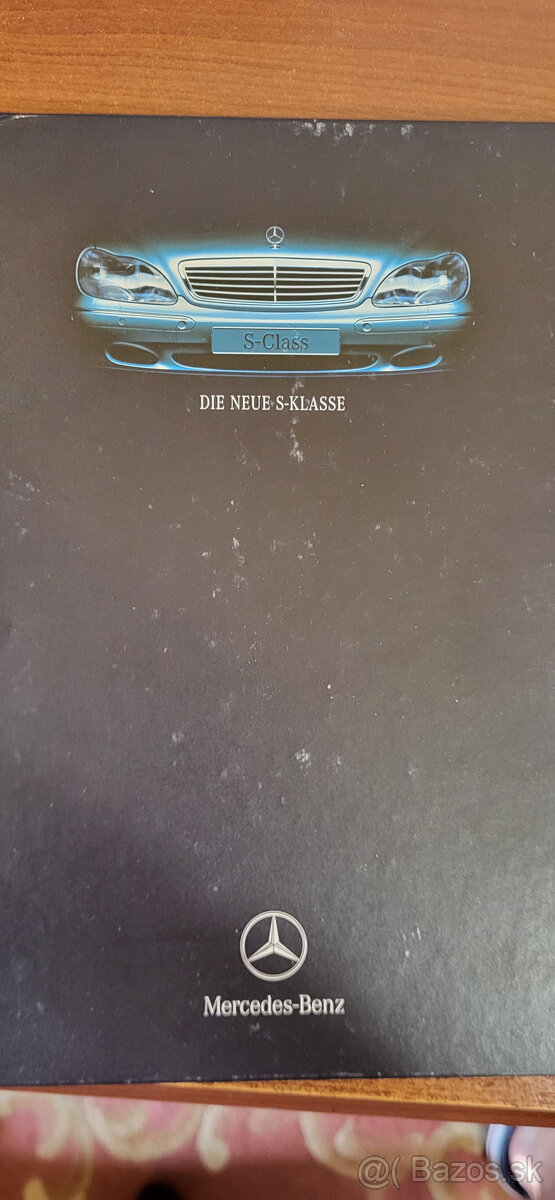 S-Class
DIE NEUE S-KLASSE
Mercedes-Benz
@( Bazos.sk